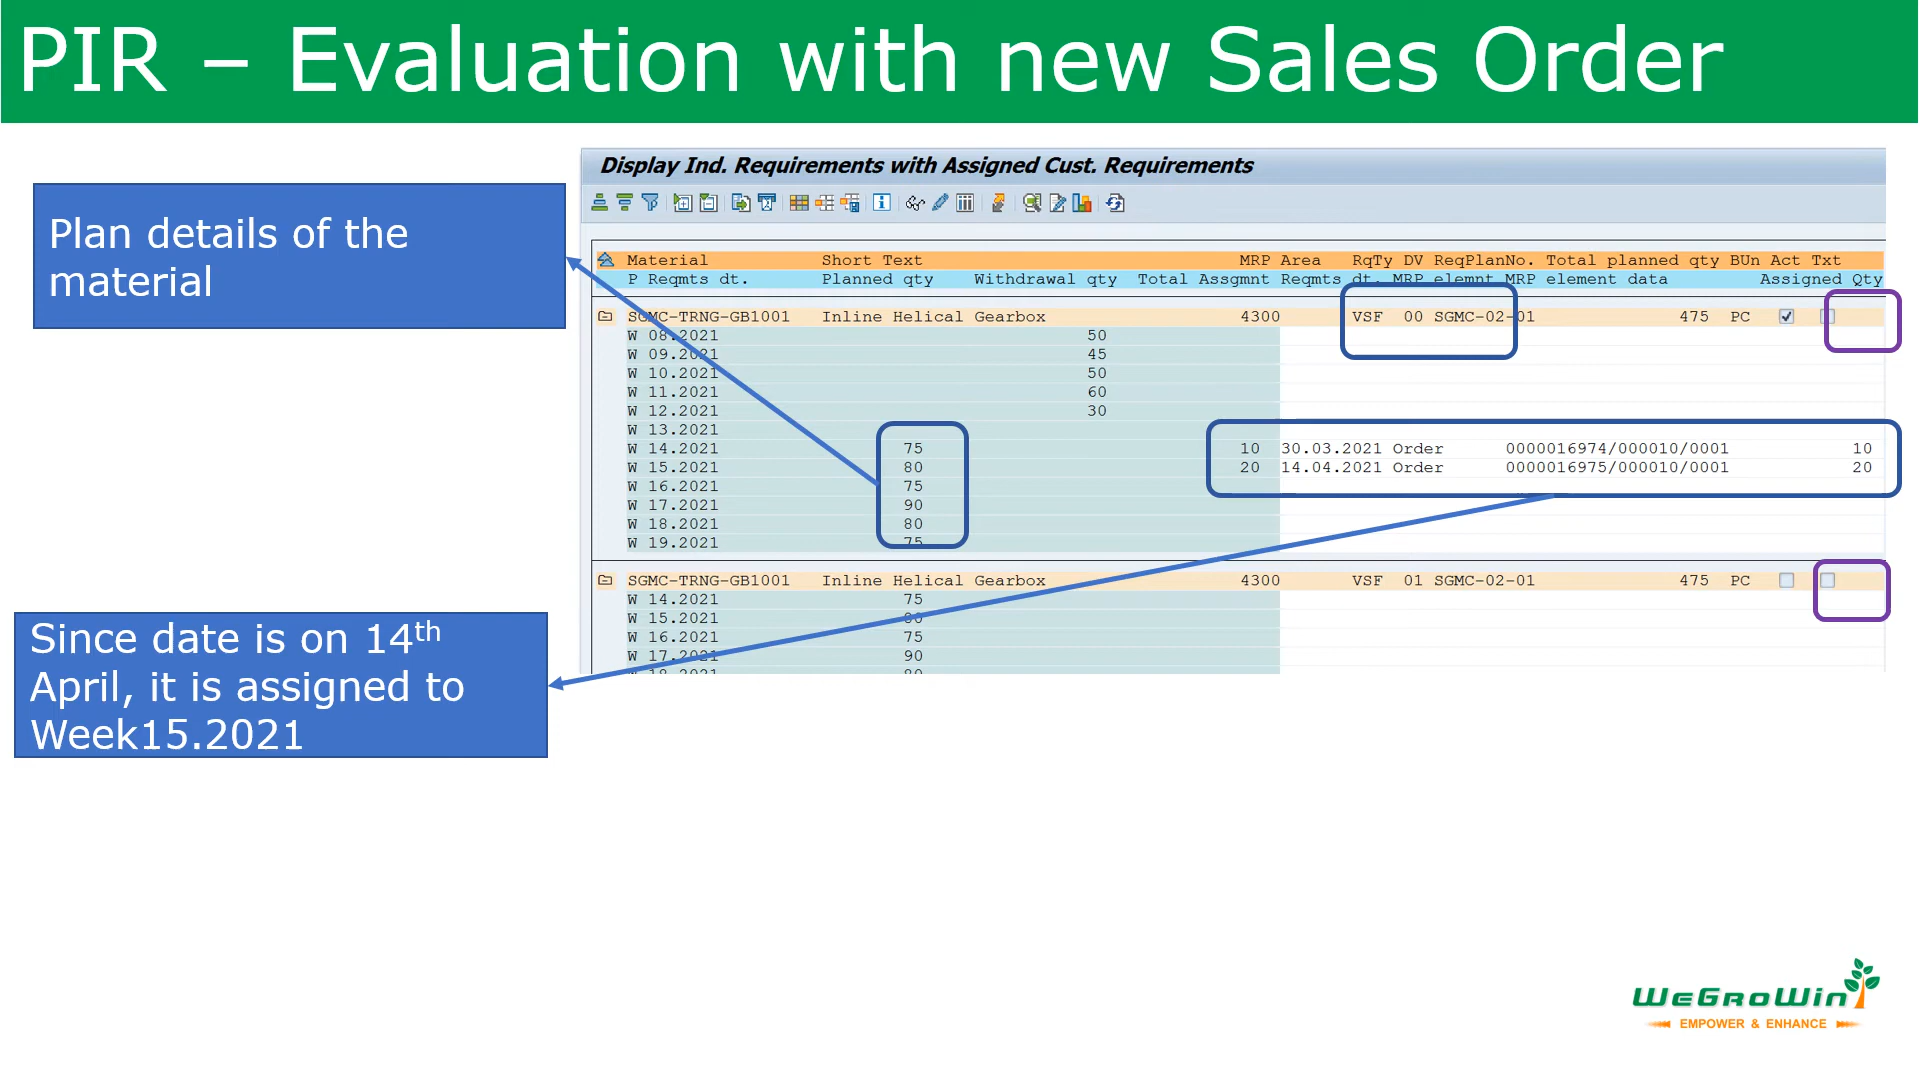 PIR – Evaluation with new Sales Order
Plan details of the
material
Display Ind. Requirements with Assigned Cust. Requirements
Material Short Text MRP Area RqTy DV ReqPlanNo. Total planned qty BUn Act Txt
P Reqmts dt. Planned qty Withdrawal qty Total Assgmnt Reqmts dt. MRP elemnt MRP element data Assigned Qty
SGMC-TRNG-GB1001 Inline Helical Gearbox 4300 VSF 00 SGMC-02-01 475 PC
W 08.2021 50
W 09.2021 45
W 10.2021 50
W 11.2021 60
W 12.2021 30
W 13.2021
W 14.2021 75 10 30.03.2021 Order 0000016974/000010/0001 10
W 15.2021 80 20 14.04.2021 Order 0000016975/000010/0001 20
W 16.2021 75
W 17.2021 90
W 18.2021 80
W 19.2021 75
SGMC-TRNG-GB1001 Inline Helical Gearbox 4300 VSF 01 SGMC-02-01 475 PC
W 14.2021 75
W 15.2021 80
W 16.2021 75
W 17.2021 90
W 18.2021 80
Since date is on 14th
April, it is assigned to
Week15.2021
WeGroWin
EMPOWER & ENHANCE